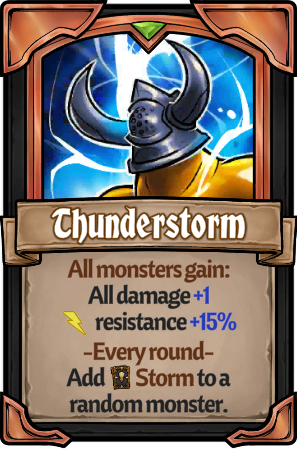 Thunderstorm
All monsters gain:
All damage +1
resistance +15%
-Every round-
Add Storm to a
random monster.